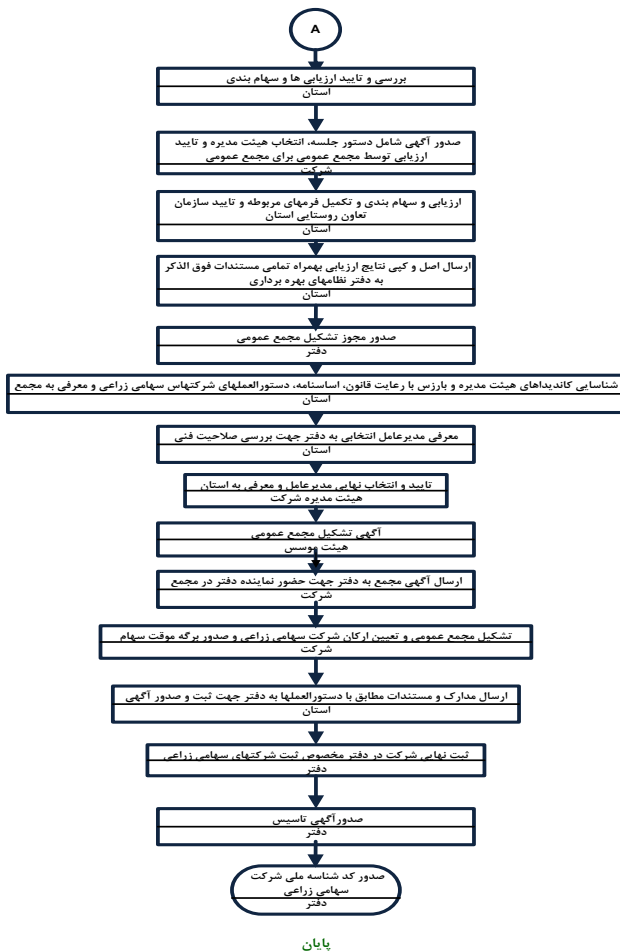 A
بررسی و تایید ارزیابی ها و سهام بندی
استان
صدور آگهی شامل دستور جلسه، انتخاب هیئت مدیره و تایید
ارزیابی توسط مجمع عمومی برای مجمع عمومی
شرکت
ارزیابی و سهام بندی و تکمیل فرمهای مربوطه و تایید سازمان
تعاون روستایی استان
استان
ارسال اصل و کپی نتایج ارزیابی بهمراه تمامی مستندات فوق الذکر
به دفتر نظامهای بهره برداری
استان
صدور مجوز تشکیل مجمع عمومی
دفتر
شناسایی کاندیداهای هیئت مدیره و بارزس با رعایت قانون، اساسنامه، دستورالعملهای شرکتهاس سهامی زراعی و معرفی به مجمع
استان
معرفی مدیرعامل انتخابی به دفتر جهت بررسی صلاحیت فنی
استان
تایید و انتخاب نهایی مدیرعامل و معرفی به استان
هیئت مدیره شرکت
آگهی تشکیل مجمع عمومی
هیئت موسس
ارسال آگهی مجمع به دفتر جهت حضور نماینده دفتر در مجمع
شرکت
تشکیل مجمع عمومی و تعیین ارکان شرکت سهامی زراعی و صدور برگه موقت سهام
شرکت
ارسال مدارک و مستندات مطابق با دستورالعملها به دفتر جهت ثبت و صدور آگهی
استان
ثبت نهایی شرکت در دفتر مخصوص ثبت شرکتهای سهامی زراعی
دفتر
صدورآگهی تاسیس
دفتر
صدور کد شناسه ملی شرکت
سهامی زراعی
دفتر
پایان